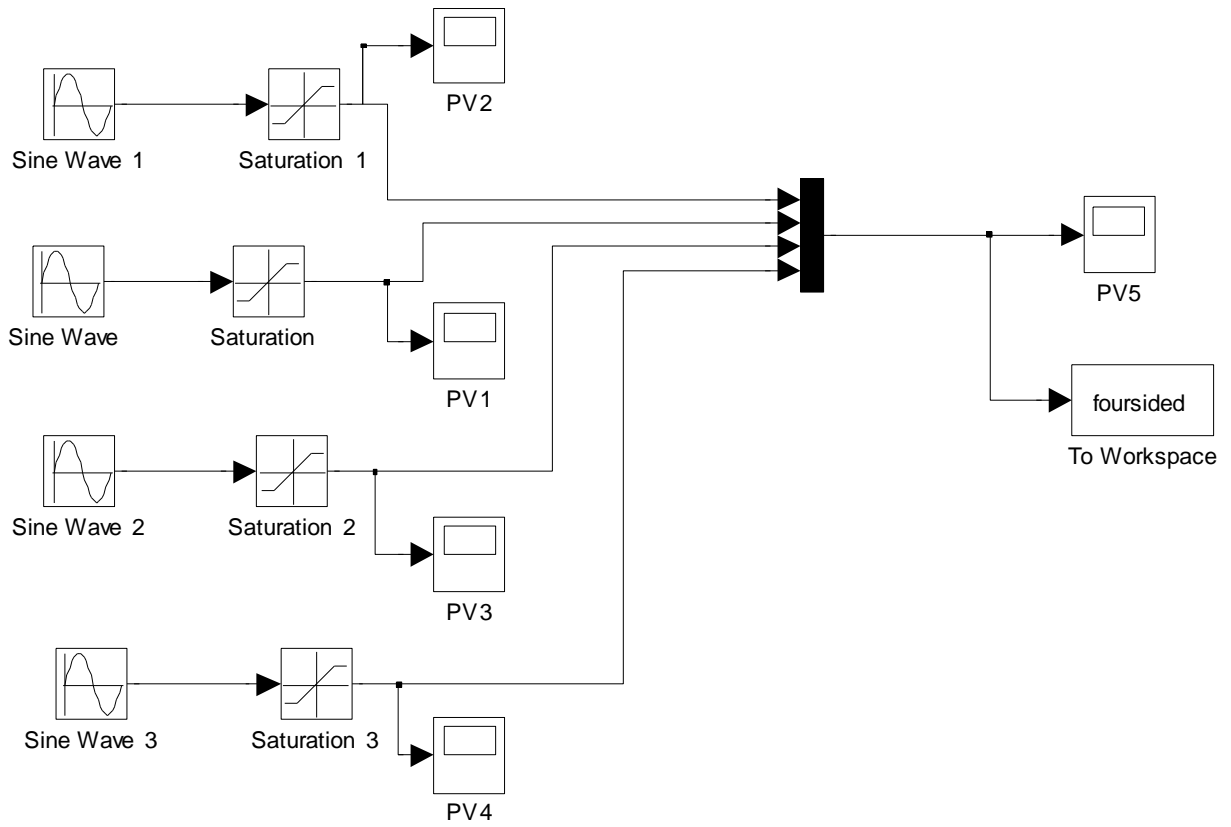 PV2
Sine Wave 1
Saturation 1
PV5
Sine Wave
Saturation
PV1
foursided
To Workspace
Sine Wave 2
Saturation 2
PV3
Sine Wave 3
Saturation 3
PV4